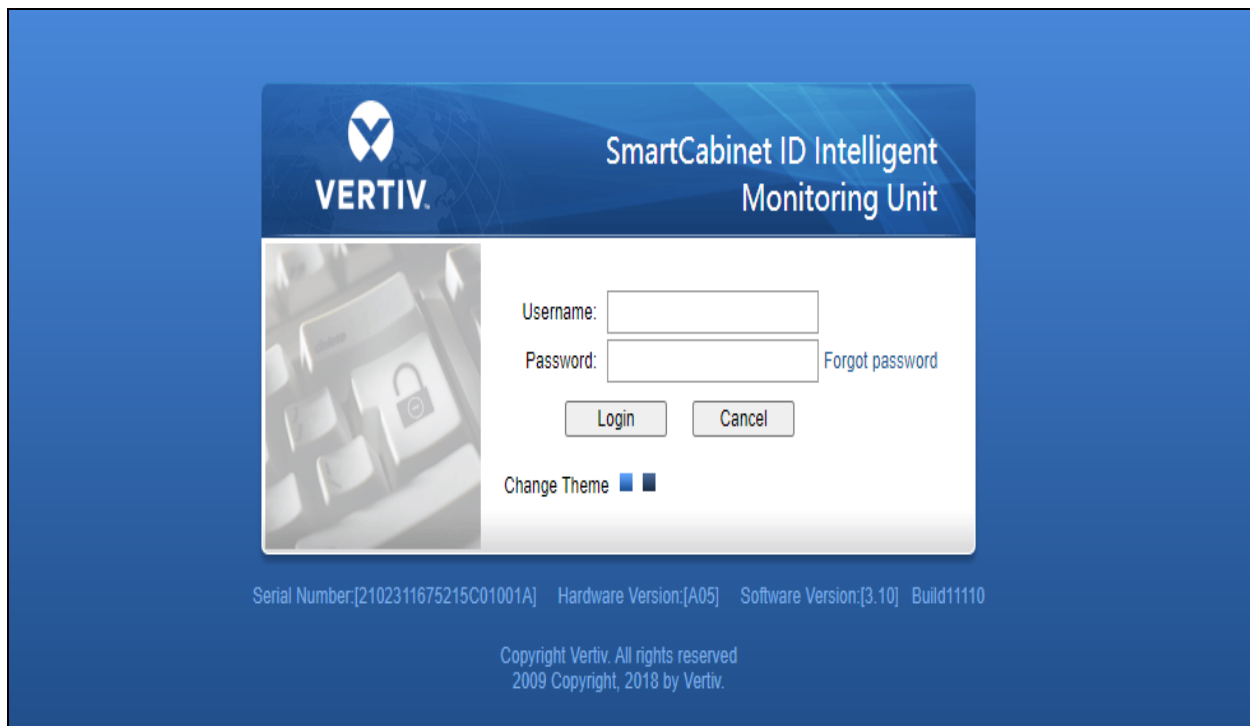 VERTIV™
SmartCabinet ID Intelligent
Monitoring Unit
Username:
Password:
Forgot password
Login
Cancel
Change Theme
Serial Number:[2102311675215C01001A] Hardware Version:[A05] Software Version:[3.10] Build11110
Copyright Vertiv. All rights reserved
2009 Copyright, 2018 by Vertiv.